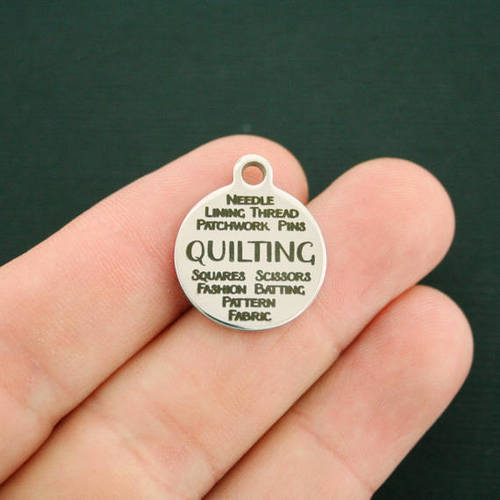 Needle
Lining Thread
Patchwork Pins
QUILTING
Squares Scissors
Fashion Batting
Pattern
Fabric